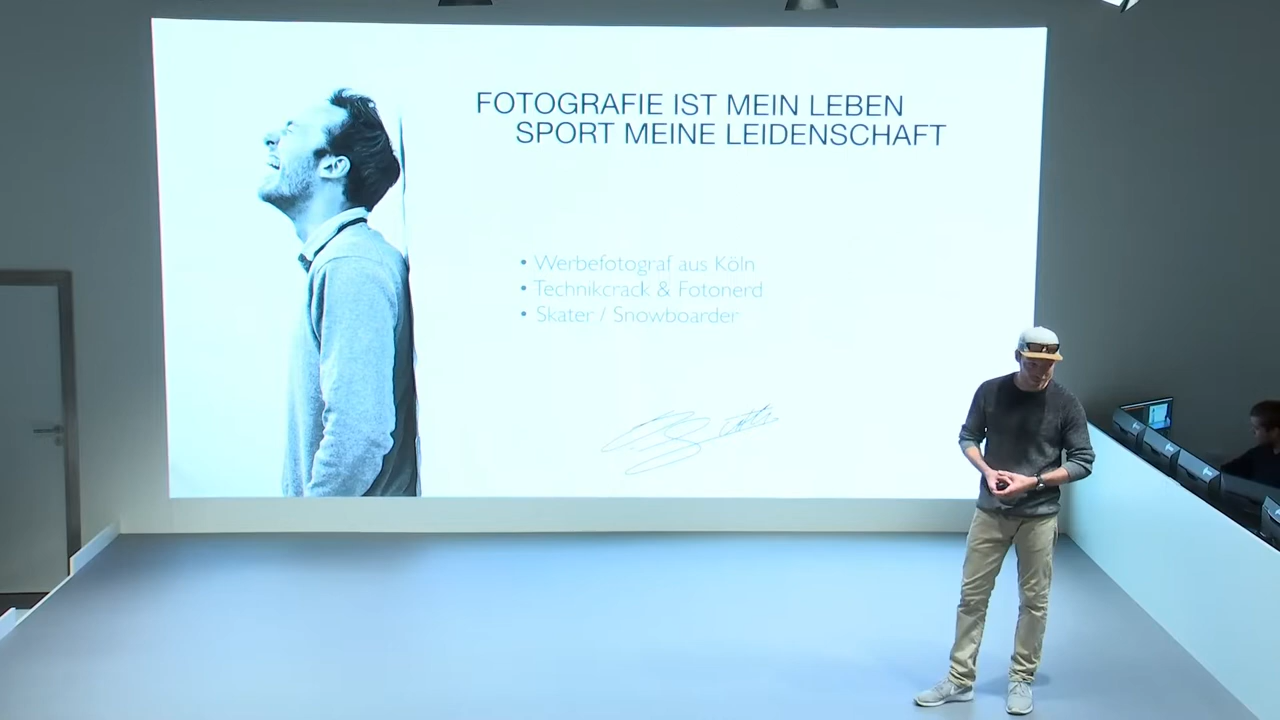 FOTOGRAFIE IST MEIN LEBEN
SPORT MEINE LEIDENSCHAFT
• Werbefotograf aus Köln
• Technikcrack & Fotonerd
• Skater / Snowboarder